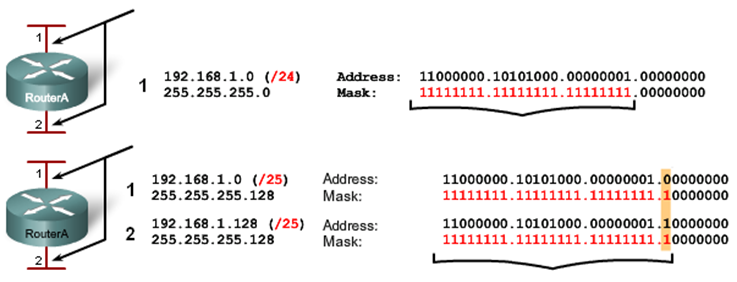 1
RouterA
2
1
192.168.1.0 (/24) Address: 11000000.10101000.00000001.00000000
255.255.255.0 Mask: 11111111.11111111.11111111.00000000
1
RouterA
2
1
192.168.1.0 (/25) Address: 11000000.10101000.00000001.00000000
255.255.255.128 Mask: 11111111.11111111.11111111.10000000
2
192.168.1.128 (/25) Address: 11000000.10101000.00000001.10000000
255.255.255.128 Mask: 11111111.11111111.11111111.10000000